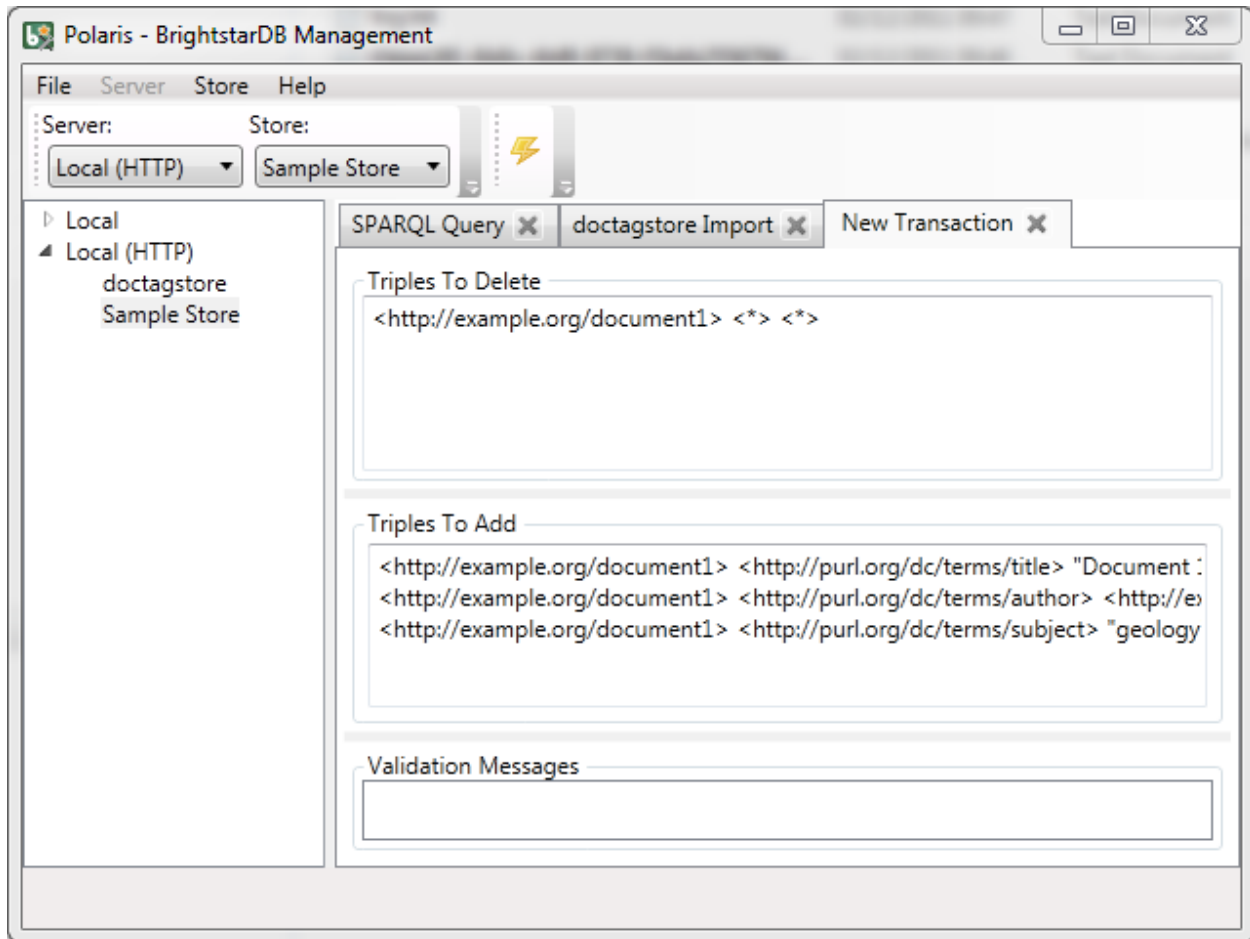 Polaris - BrightstarDB Management
File Server Store Help
Server: Store:
Local (HTTP) Sample Store
Local
Local (HTTP)
doctagstore
Sample Store
SPARQL Query doctagstore Import New Transaction
Triples To Delete
<http://example.org/document1> <*> <*>
Triples To Add
<http://example.org/document1> <http://purl.org/dc/terms/title> "Document
<http://example.org/document1> <http://purl.org/dc/terms/author> <http://e
<http://example.org/document1> <http://purl.org/dc/terms/subject> "geology
Validation Messages